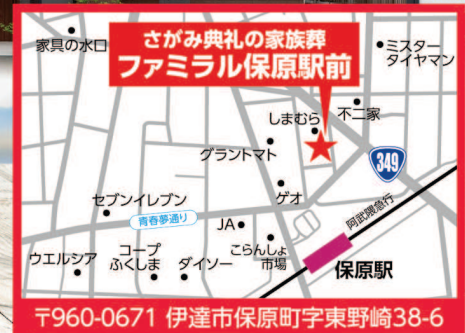 さがみ典礼の家族葬
ファミラル保原駅前
家具の水口
ミスター
タイヤマン
しまむら
不二家
グラントマト
349
ゲオ
セブンイレブン
青春夢通り
JA
阿武隈急行
ウエルシア
コープ
ふくしま
ダイソー
こらんしょ
市場
保原駅
〒960-0671 伊達市保原町字東野崎38-6